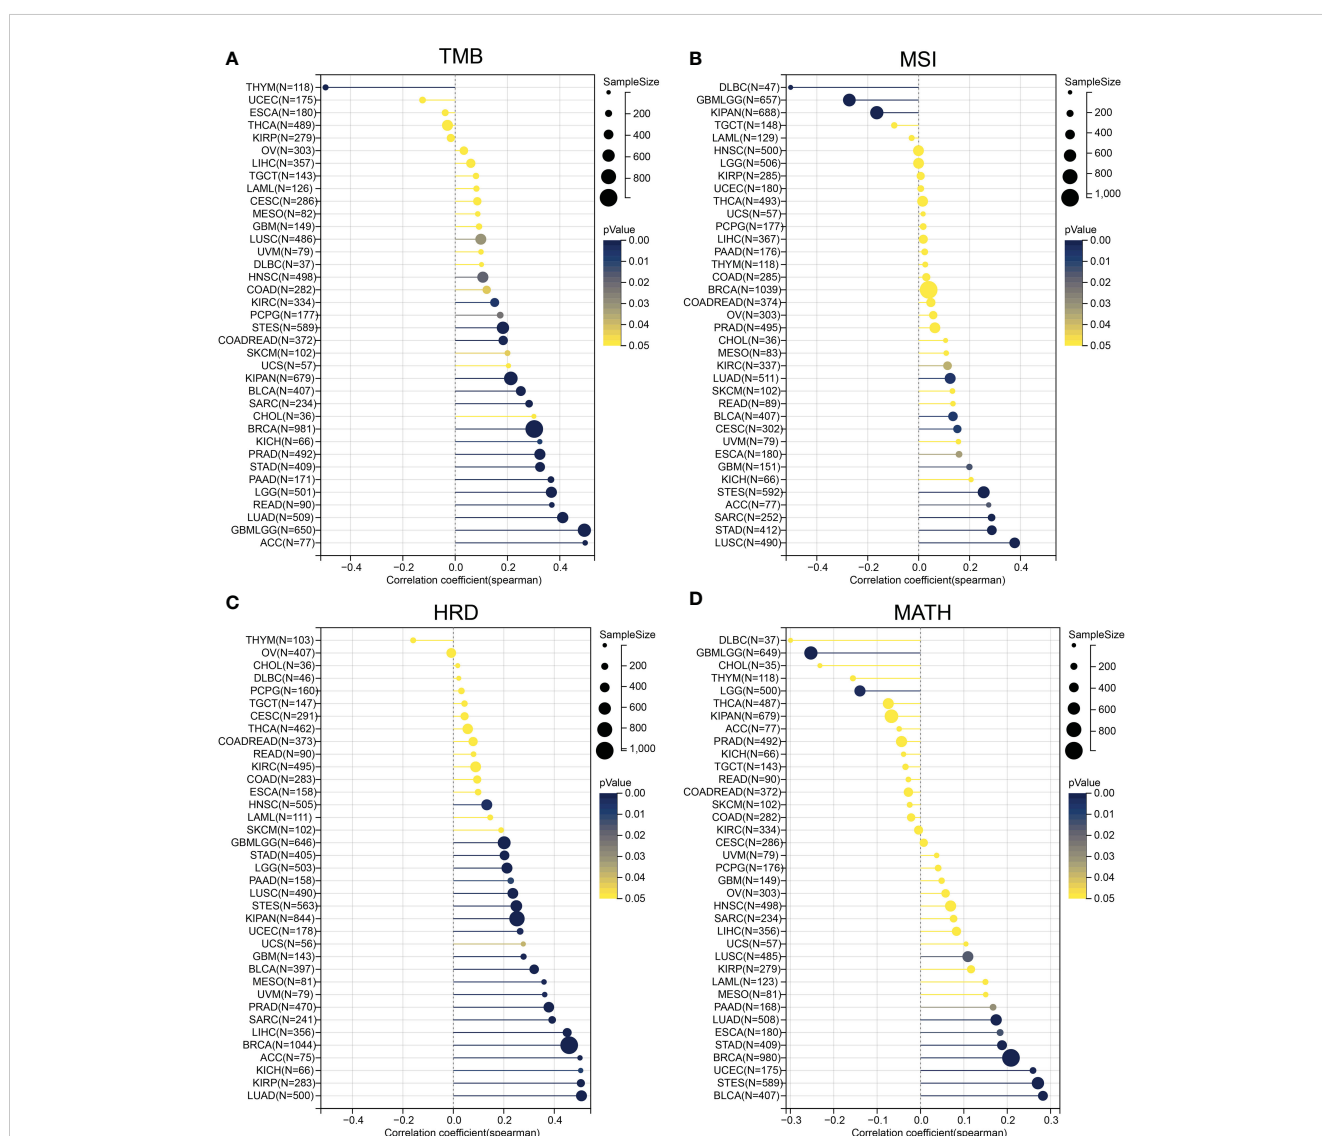 A
TMB
THYM(N=118)
UCEC(N=175)
ESCA(N=180)
THCA(N=489)
KIRP(N=279)
OV(N=303)
LIHC(N=357)
TGCT(N=143)
LAML(N=126)
CESC(N=286)
MESO(N=82)
GBM(N=149)
LUSC(N=486)
UVM(N=79)
DLBC(N=37)
HNSC(N=498)
COAD(N=282)
KIRC(N=334)
PCPG(N=177)
STES(N=589)
COADREAD(N=372)
SKCM(N=102)
UCS(N=57)
KIPAN(N=679)
BLCA(N=407)
SARC(N=234)
CHOL(N=36)
BRCA(N=981)
KICH(N=66)
PRAD(N=492)
STAD(N=409)
PAAD(N=171)
LGG(N=501)
READ(N=90)
LUAD(N=509)
GBMLGG(N=650)
ACC(N=77)
−0.4 −0.2 0.0 0.2 0.4
Correlation coefficient(spearman)
SampleSize
200
400
600
800
pValue
0.00
0.01
0.02
0.03
0.04
0.05
B
MSI
DLBC(N=47)
GBMLGG(N=657)
KIPAN(N=688)
TGCT(N=148)
LAML(N=129)
HNSC(N=500)
LGG(N=506)
KIRP(N=285)
UCEC(N=180)
THCA(N=493)
UCS(N=57)
PCPG(N=177)
LIHC(N=367)
PAAD(N=176)
THYM(N=118)
COAD(N=285)
BRCA(N=1039)
COADREAD(N=374)
OV(N=303)
PRAD(N=495)
CHOL(N=36)
MESO(N=83)
KIRC(N=337)
LUAD(N=511)
SKCM(N=102)
READ(N=89)
BLCA(N=407)
CESC(N=302)
UVM(N=79)
ESCA(N=180)
GBM(N=151)
KICH(N=66)
STES(N=592)
ACC(N=77)
SARC(N=252)
STAD(N=412)
LUSC(N=490)
−0.4 −0.2 0.0 0.2 0.4
Correlation coefficient(spearman)
SampleSize
200
400
600
800
1,000
pValue
0.00
0.01
0.02
0.03
0.04
0.05
C
HRD
THYM(N=103)
OV(N=407)
CHOL(N=36)
DLBC(N=46)
PCPG(N=160)
TGCT(N=147)
CESC(N=291)
THCA(N=462)
COADREAD(N=373)
READ(N=90)
KIRC(N=495)
COAD(N=283)
ESCA(N=158)
HNSC(N=505)
LAML(N=111)
SKCM(N=102)
GBMLGG(N=646)
STAD(N=405)
LGG(N=503)
PAAD(N=158)
LUSC(N=490)
STES(N=563)
KIPAN(N=844)
UCEC(N=178)
UCS(N=56)
GBM(N=143)
BLCA(N=397)
MESO(N=81)
UVM(N=79)
PRAD(N=470)
SARC(N=241)
LIHC(N=356)
BRCA(N=1044)
ACC(N=75)
KICH(N=66)
KIRP(N=283)
LUAD(N=500)
−0.4 −0.2 0.0 0.2 0.4
Correlation coefficient(spearman)
SampleSize
200
400
600
800
1,000
pValue
0.00
0.01
0.02
0.03
0.04
0.05
D
MATH
DLBC(N=37)
GBMLGG(N=649)
CHOL(N=35)
THYM(N=118)
LGG(N=500)
THCA(N=487)
KIPAN(N=679)
ACC(N=77)
PRAD(N=492)
KICH(N=66)
TGCT(N=143)
READ(N=90)
COADREAD(N=372)
SKCM(N=102)
COAD(N=282)
KIRC(N=334)
CESC(N=286)
UVM(N=79)
PCPG(N=176)
GBM(N=149)
OV(N=303)
HNSC(N=498)
SARC(N=234)
LIHC(N=356)
UCS(N=57)
LUSC(N=485)
KIRP(N=279)
LAML(N=123)
MESO(N=81)
PAAD(N=168)
LUAD(N=508)
ESCA(N=180)
STAD(N=409)
BRCA(N=980)
UCEC(N=175)
STES(N=589)
BLCA(N=407)
−0.3 −0.2 −0.1 0.0 0.1 0.2 0.3
Correlation coefficient(spearman)
SampleSize
200
400
600
800
pValue
0.00
0.01
0.02
0.03
0.04
0.05